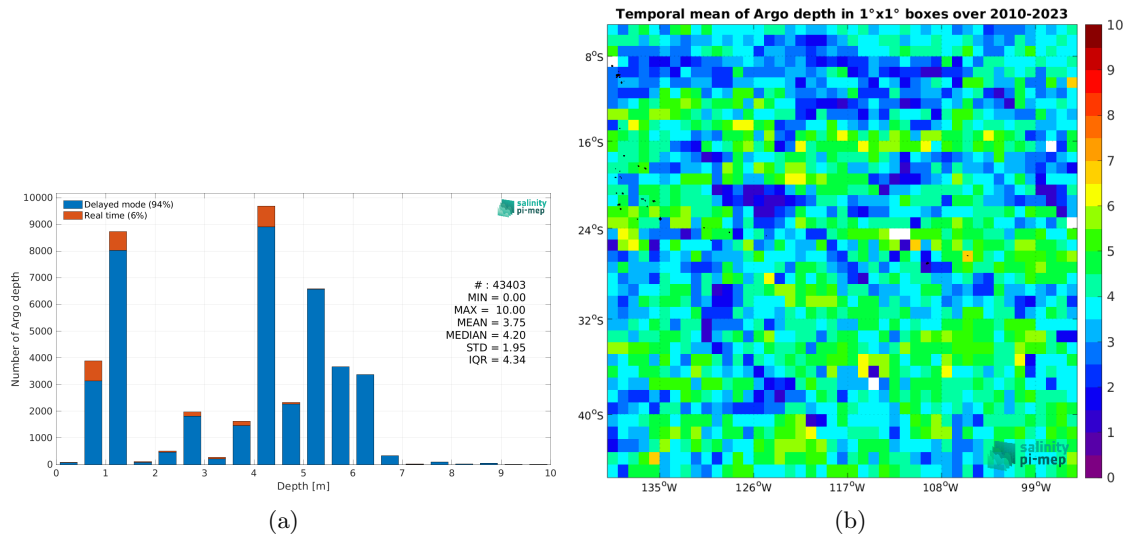 Delayed mode (94%)
Real time (6%)
salinity
pi-mep
10000
9000
8000
7000
6000
5000
4000
3000
2000
1000
0
Number of Argo depth
# : 43403
MIN = 0.00
MAX = 10.00
MEAN = 3.75
MEDIAN = 4.20
STD = 1.95
IQR = 4.34
0 1 2 3 4 5 6 7 8 9 10
Depth [m]
(a)
Temporal mean of Argo depth in 1°x1° boxes over 2010-2023
8°S
16°S
24°S
32°S
40°S
135°W 126°W 117°W 108°W 99°W
salinity
pi-mep
10
9
8
7
6
5
4
3
2
1
0
(b)